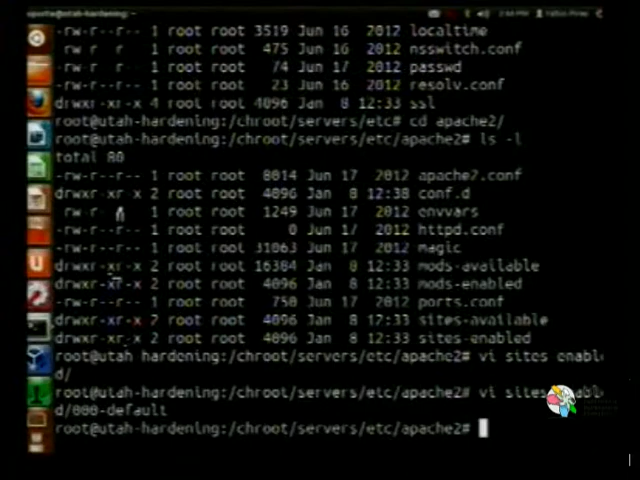 -rw-r--r-- 1 root root 3519 Jun 16 2012 localtime
-rw r r 1 root root 475 Jun 16 2012 nsswitch.conf
-rw-r--r-- 1 root root 74 Jun 17 2012 passwd
-rw-r--r-- 1 root root 23 Jun 16 2012 resolv.conf
drwxr-xr-x 4 root root 4096 Jan 8 12:33 ssl
root@utah-hardening:/chroot/servers/etc# cd apache2/
root@utah-hardening:/chroot/servers/etc/apache2# ls -l
total 80
-rw-r--r-- 1 root root 8014 Jun 17 2012 apache2.conf
drwxr-xr x 2 root root 4096 Jan 8 12:38 conf.d
rw-r 1 root root 1249 Jun 17 2012 envvars
-rw-r--r-- 1 root root 0 Jun 17 2012 httpd.conf
-rw-r--r-- 1 root root 31063 Jun 17 2012 magic
drwxr-xr-x 2 root root 16384 Jan 8 12:33 mods-available
drwxr-xr-x 2 root root 4096 Jan 8 12:33 mods-enabled
-rw-r--r-- 1 root root 750 Jun 17 2012 ports.conf
drwxr-xr-x 2 root root 4096 Jan 8 12:33 sites-available
drwxr-xr-x 2 root root 4096 Jan 8 12:33 sites-enabled
root@utah hardening:/chroot/servers/etc/apache2# vi sites enable
d/
root@utah-hardening:/chroot/servers/etc/apache2# vi sites
d/000-default
root@utah-hardening:/chroot/servers/etc/apache2#